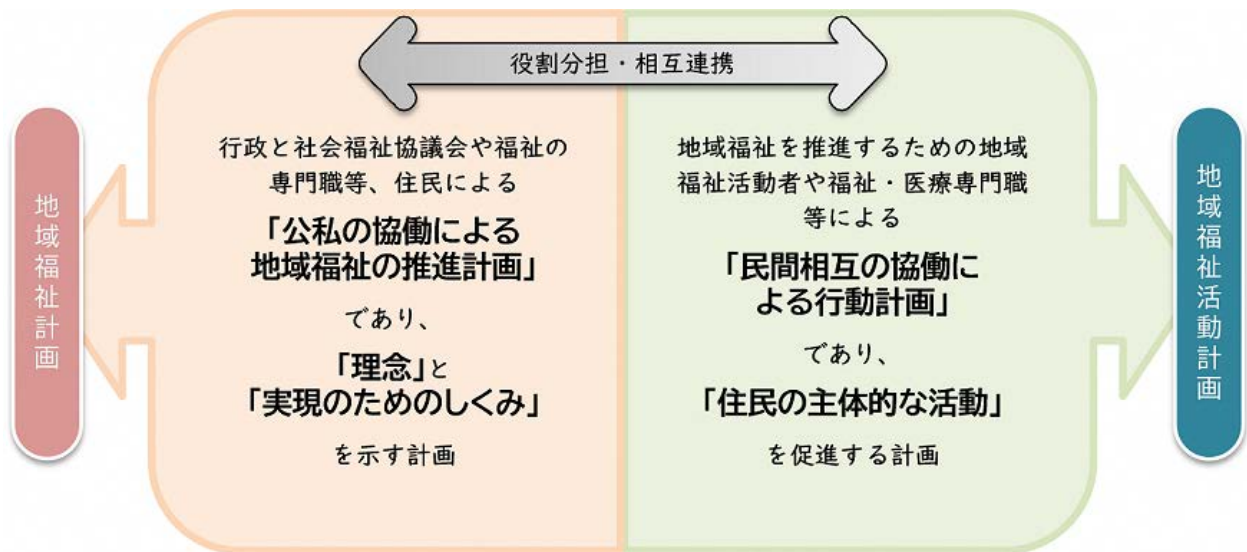 役割分担・相互連携
地域福祉計画
行政と社会福祉協議会や福祉の
専門職等、住民による
「公私の協働による
地域福祉の推進計画」
であり、
「理念」と
「実現のためのしくみ」
を示す計画
地域福祉を推進するための地域
福祉活動者や福祉・医療専門職
等による
「民間相互の協働に
よる行動計画」
であり、
「住民の主体的な活動」
を促進する計画
地域福祉活動計画